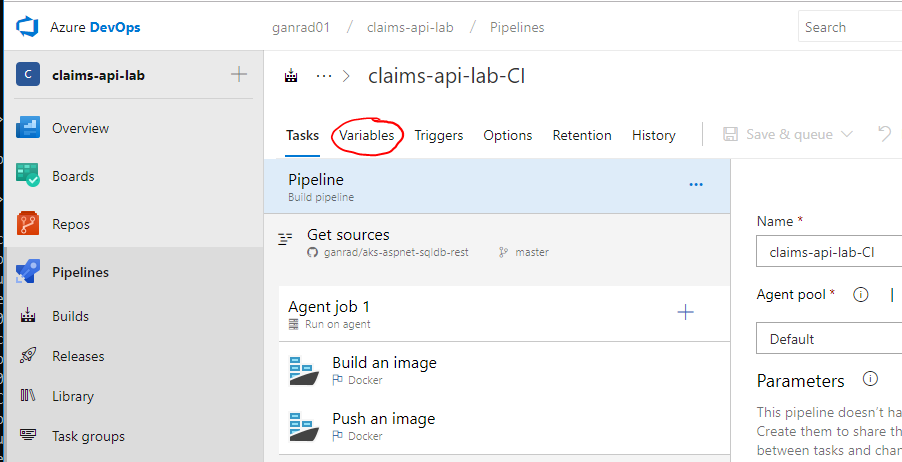 Azure DevOps
ganrad01 / claims-api-lab / Pipelines
Search
C claims-api-lab
Overview
Boards
Repos
Pipelines
Builds
Releases
Library
Task groups
claims-api-lab-CI
Tasks Variables Triggers Options Retention History Save & queue
Pipeline
Build pipeline
Get sources
ganrad/aks-aspnet-sqldb-rest master
Agent job 1
Run on agent
Build an image
Docker
Push an image
Docker
Name *
claims-api-lab-CI
Agent pool *
Default
Parameters
This pipeline doesn't ha
Create them to share th
between tasks and chan